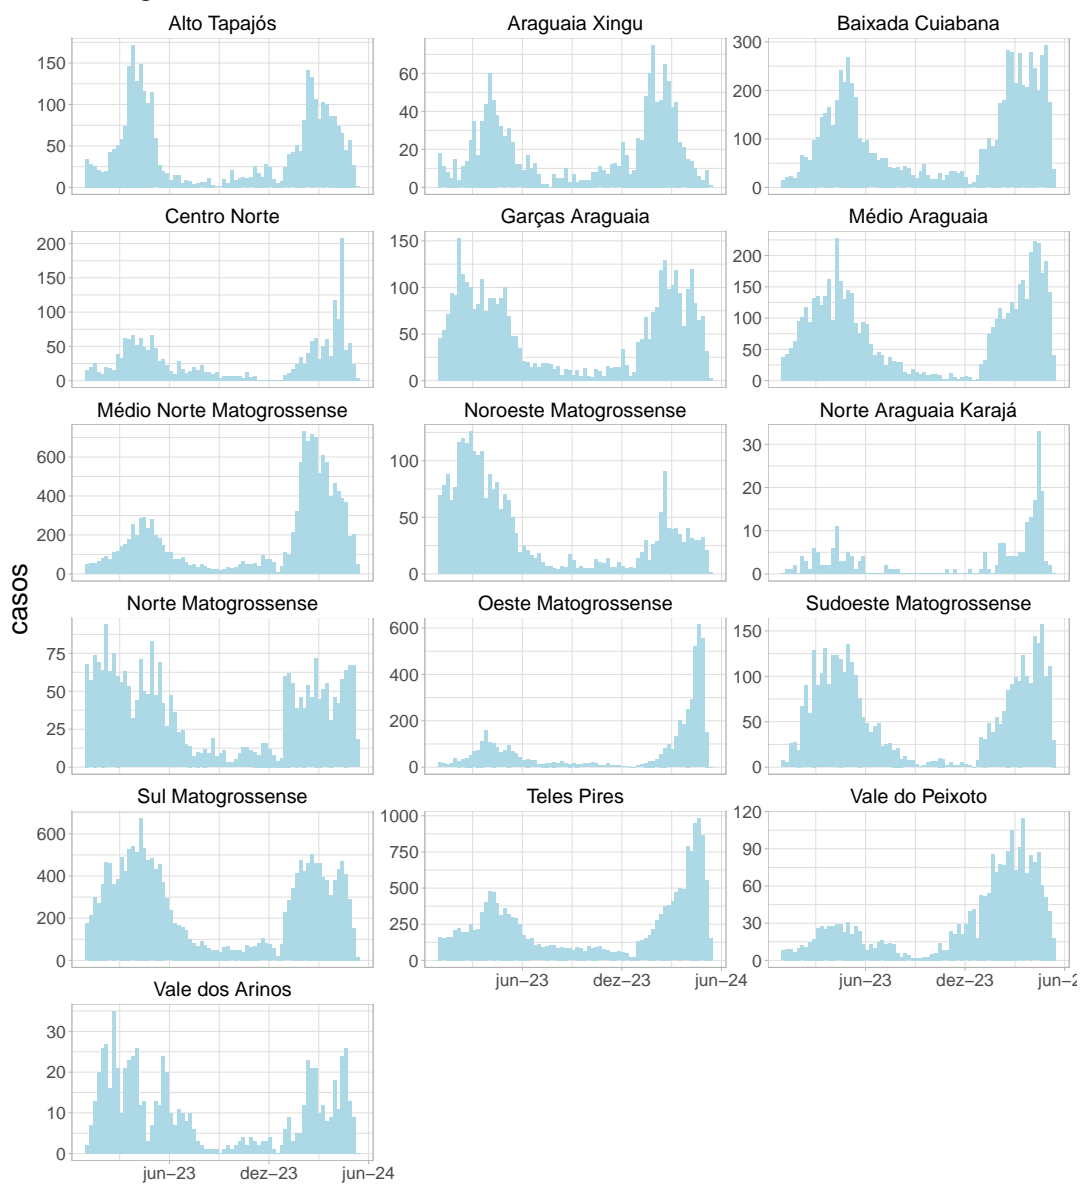 Alto Tapajós Araguaia Xingu Baixada Cuiabana
150 100 50 0
60 40 20 0
300 200 100 0
Centro Norte Garças Araguaia Médio Araguaia
200 150 100 50 0
150 100 50 0
200 150 100 50 0
Médio Norte Matogrossense Noroeste Matogrossense Norte Araguaia Karajá
600 400 200 0
100 50 0
30 20 10 0
casos
Norte Matogrossense Oeste Matogrossense Sudoeste Matogrossense
75 50 25 0
600 400 200 0
150 100 50 0
Sul Matogrossense Teles Pires Vale do Peixoto
600 400 200 0
1000 750 500 250 0
120 90 60 30 0
jun−23 dez−23 jun−24 jun−23 dez−23
Vale dos Arinos
30 20 10 0
jun−23 dez−23 jun−24